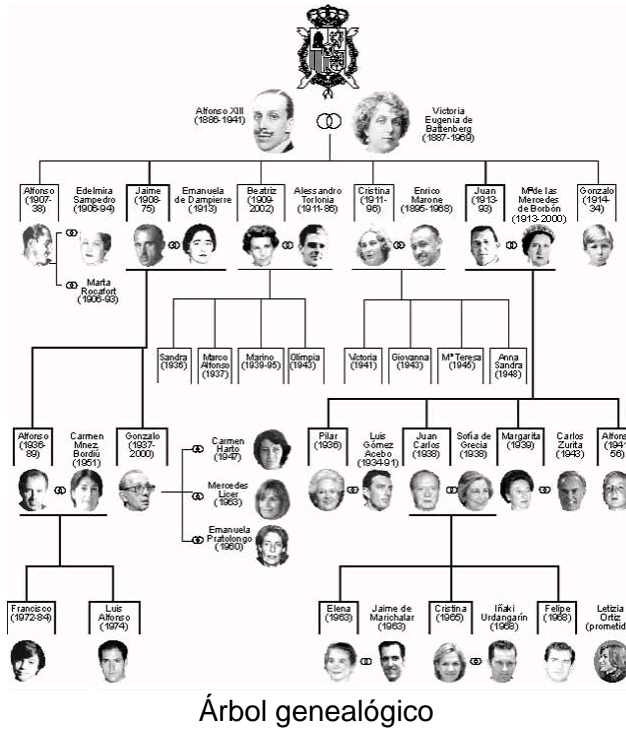 Alfonso XIII
(1886-1941)
Victoria
Eugenia de
Battenberg
(1887-1969)
Alfonso
(1907-
38)
Edelmira
Sampedro
(1906-94)
Jaime
(1908-
75)
Emanuela
de Dampierre
(1913)
Beatriz
(1909-
2002)
Alessandro
Torlonia
(1911-86)
Cristina
(1911-
96)
Enrico
Marone
(1895-1968)
Juan
(1913-
93)
Mª de las
Mercedes
de Borbón
(1913-2000)
Gonzalo
(1914-
34)
Marta
Rocafort
(1906-93)
Sandra
(1936)
Marco
Alfonso
(1937)
Marino
(1939-95)
Olimpia
(1943)
Victoria
(1941)
Giovanna
(1943)
Mª Teresa
(1945)
Anna
Sandra
(1948)
Alfonso
(1936-
89)
Carmen
Mnez.
Bordiú
(1951)
Gonzalo
(1937-
2000)
Carmen
Harto
(1947)
Mercedes
Licer
(1963)
Emanuela
Pratolongo
(1960)
Pilar
(1936)
Luis
Gómez
Acebo
(1934-91)
Juan
Carlos
(1938)
Sofía de
Grecia
(1938)
Margarita
(1939)
Carlos
Zurita
(1943)
Alfons
(1941-
56)
Francisco
(1972-84)
Luis
Alfonso
(1974)
Elena
(1963)
Jaime de
Marichalar
(1963)
Cristina
(1965)
Iñaki
Urdangarín
(1968)
Felipe
(1968)
Letizia
Ortiz
(prometid
Árbol genealógico